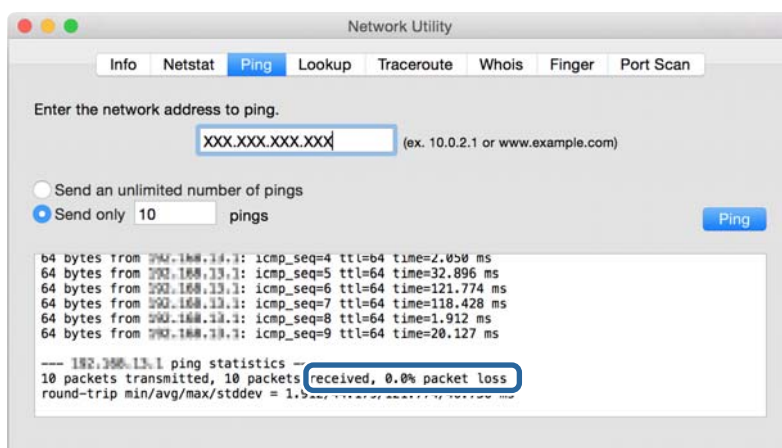 Network Utility
Info Netstat Ping Lookup Traceroute Whois Finger Port Scan
Enter the network address to ping.
XXX.XXX.XXX.XXX (ex. 10.0.2.1 or www.example.com)
Send an unlimited number of pings
Send only 10 pings
Ping
64 bytes from : icmp_seq=4 ttl=64 time=2.050 ms
64 bytes from : icmp_seq=5 ttl=64 time=32.896 ms
64 bytes from : icmp_seq=6 ttl=64 time=121.774 ms
64 bytes from : icmp_seq=7 ttl=64 time=118.428 ms
64 bytes from : icmp_seq=8 ttl=64 time=1.912 ms
64 bytes from : icmp_seq=9 ttl=64 time=20.127 ms
--- ping statistics --
10 packets transmitted, 10 packets received, 0.0% packet loss
round-trip min/avg/max/stddev = ms